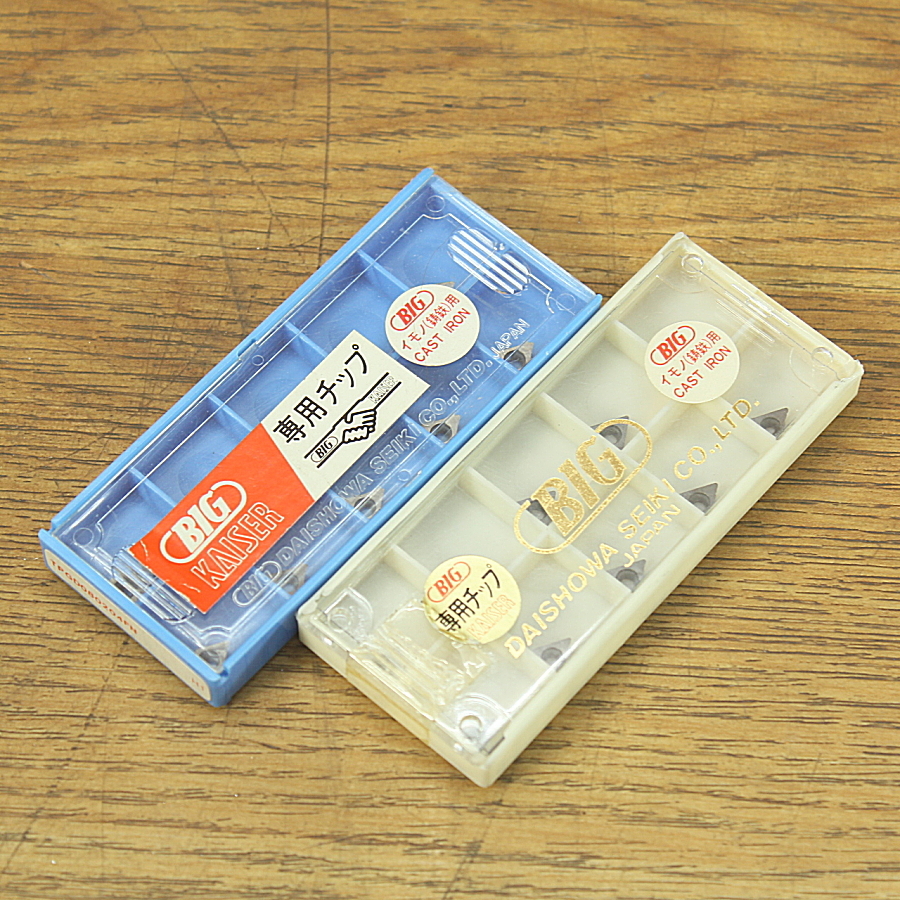 BIG
イモノ(鋳鉄)用
CAST IRON
専用チップ
BIG
KAISER
BIG
KAISER
BIG DAISHOWA SEIKI CO.,LTD. JAPAN
BIG
イモノ(鋳鉄)用
CAST IRON
BIG
DAISHOWA SEIKI CO.,LTD.
JAPAN
BIG
専用チップ